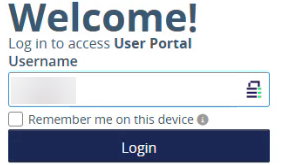 Welcome!
Log in to access User Portal
Username
Remember me on this device
Login